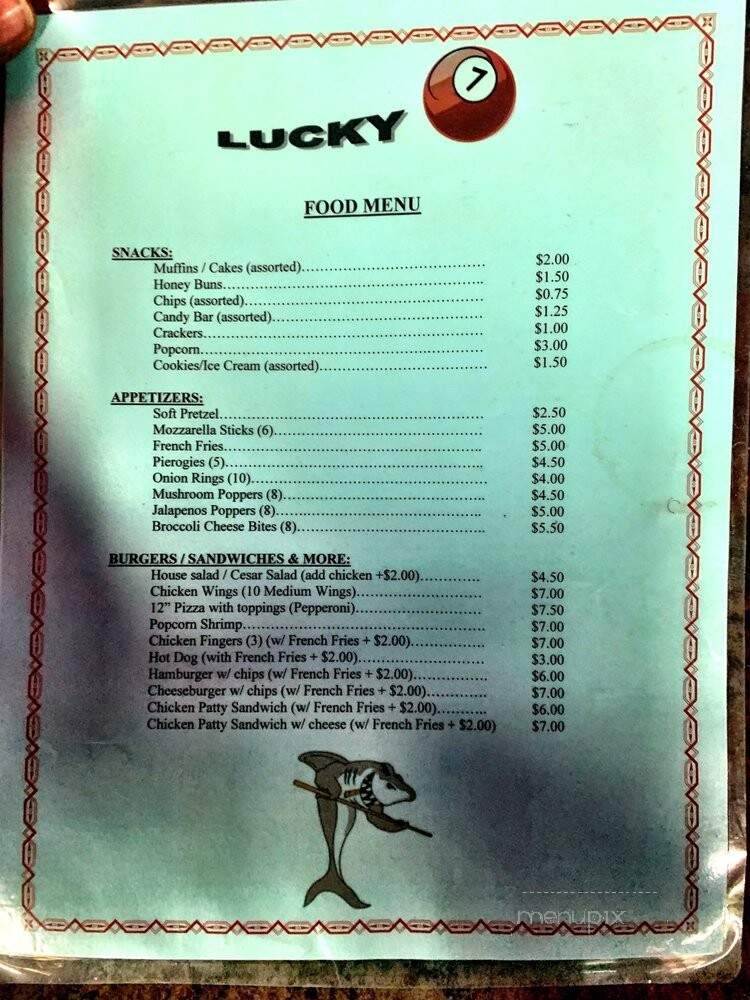 LUCKY 7
FOOD MENU
SNACKS:
Muffins / Cakes (assorted)................................................ $2.00
Honey Buns................................................................ $1.50
Chips (assorted)............................................................ $0.75
Candy Bar (assorted)...................................................... $1.25
Crackers..................................................................... $1.00
Popcorn...................................................................... $3.00
Cookies/Ice Cream (assorted)........................................... $1.50
APPETIZERS:
Soft Pretzel.................................................................. $2.50
Mozzarella Sticks (6)..................................................... $5.00
French Fries................................................................. $5.00
Pierogies (5)................................................................ $4.50
Onion Rings (10).......................................................... $4.00
Mushroom Poppers (8)................................................... $4.50
Jalapenos Poppers (8).................................................... $5.00
Broccoli Cheese Bites (8)............................................... $5.50
BURGERS / SANDWICHES & MORE:
House salad / Cesar Salad (add chicken +$2.00).............. $4.50
Chicken Wings (10 Medium Wings)............................... $7.00
12” Pizza with toppings (Pepperoni)............................... $7.50
Popcorn Shrimp............................................................ $7.00
Chicken Fingers (3) (w/ French Fries + $2.00)................. $7.00
Hot Dog (with French Fries + $2.00).............................. $3.00
Hamburger w/ chips (w/ French Fries + $2.00)................. $6.00
Cheeseburger w/ chips (w/ French Fries + $2.00).............. $7.00
Chicken Patty Sandwich (w/ French Fries + $2.00)........... $6.00
Chicken Patty Sandwich w/ cheese (w/ French Fries + $2.00) $7.00
menupix